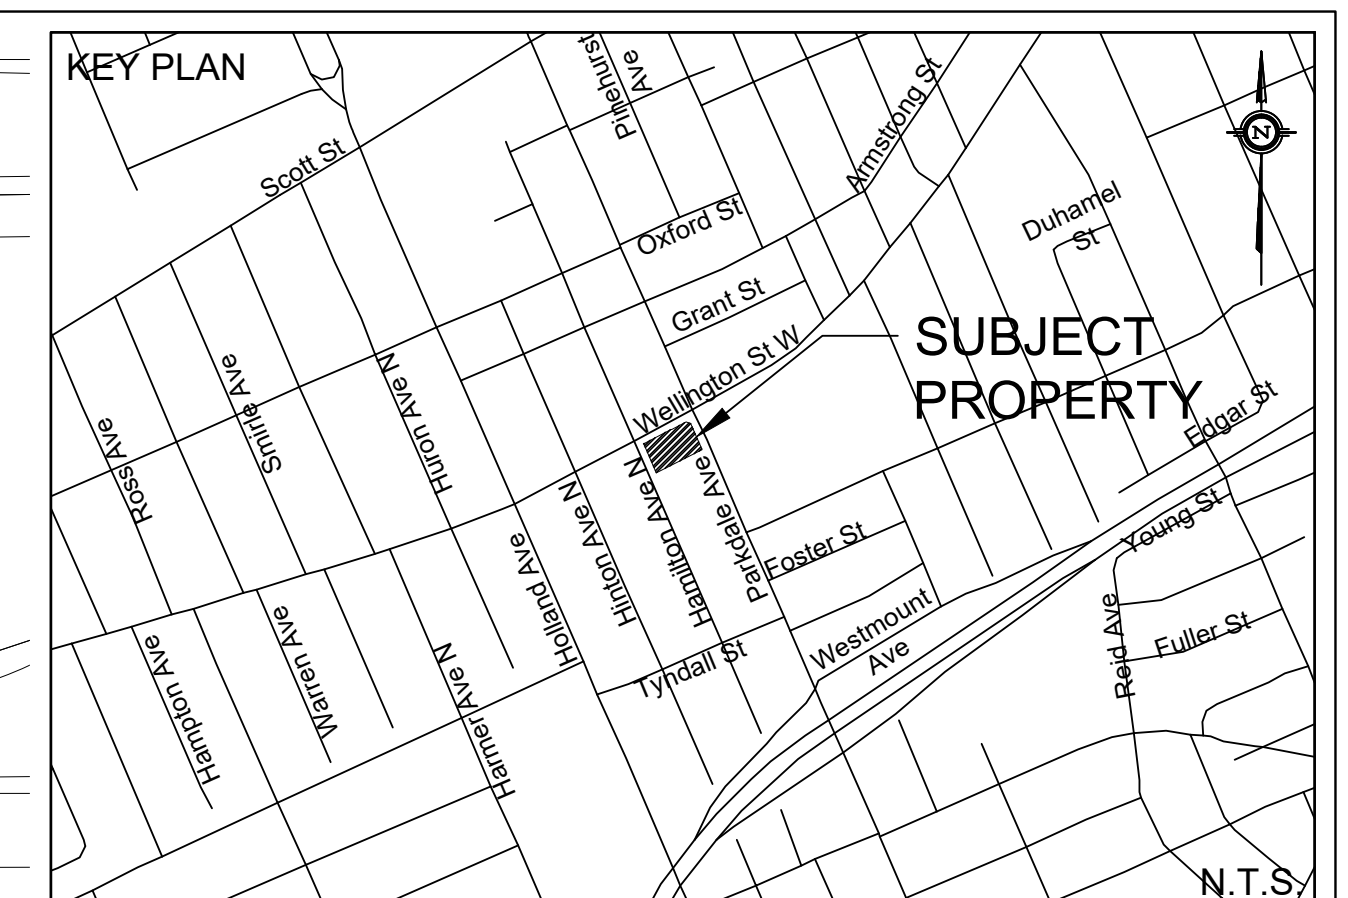 KEY PLAN
Pinehurst
Ave
Armstrong St
N
Scott St
Oxford St
Duhamel
St
Grant St
Wellington St W
SUBJECT
PROPERTY
Edgar St
Ross Ave
Smirle Ave
Huron Ave N
Holland Ave
Hinton Ave N
Hamilton Ave N
Parkdale Ave
Foster St
Young St
Westmount
Ave
Reid Ave
Fuller St
Tyndall St
Hampton Ave
Warren Ave
Harmer Ave N
N.T.S.